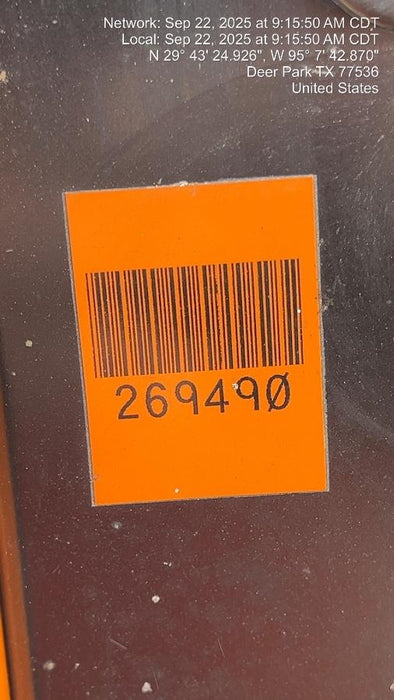 Network: Sep 22, 2025 at 9:15:50 AM CDT
Local: Sep 22, 2025 at 9:15:50 AM CDT
N 29° 43' 24.926", W 95° 7' 42.870"
Deer Park TX 77536
United States
269490